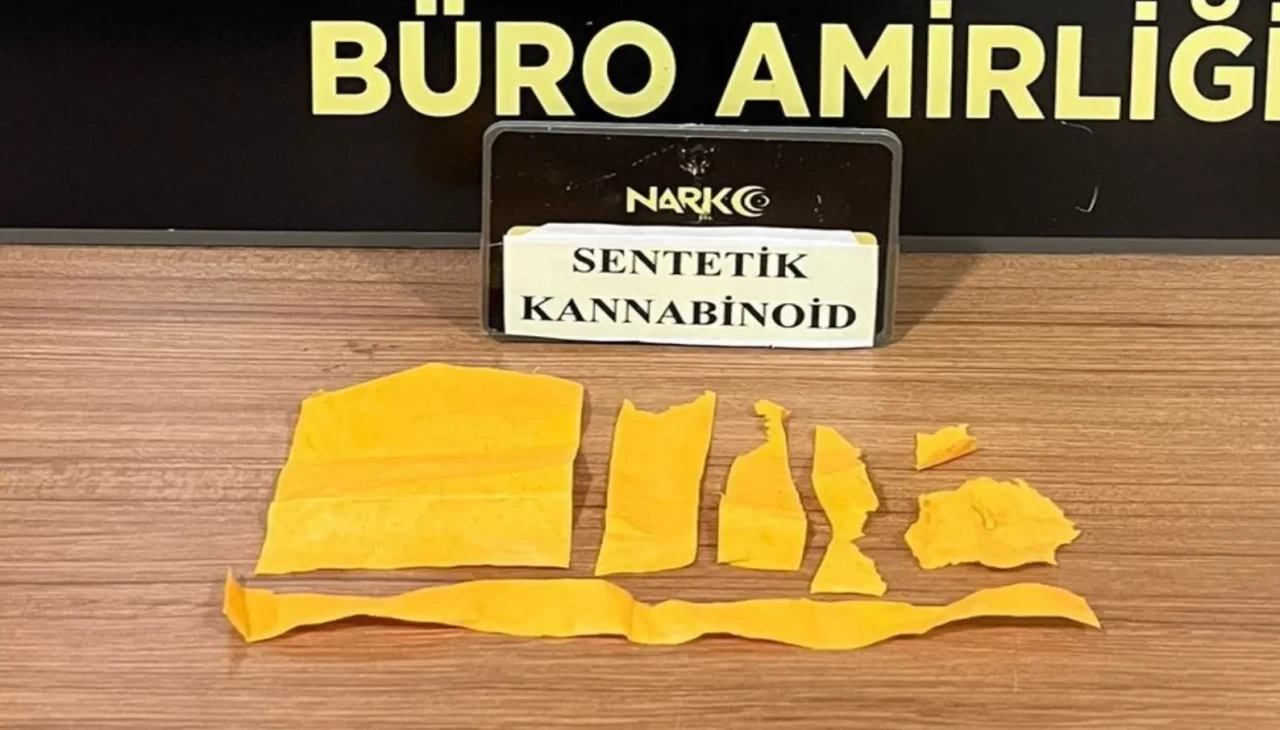 BÜRO AMİRLİĞİ
NARKO
SENTETİK
KANNABİNOİD